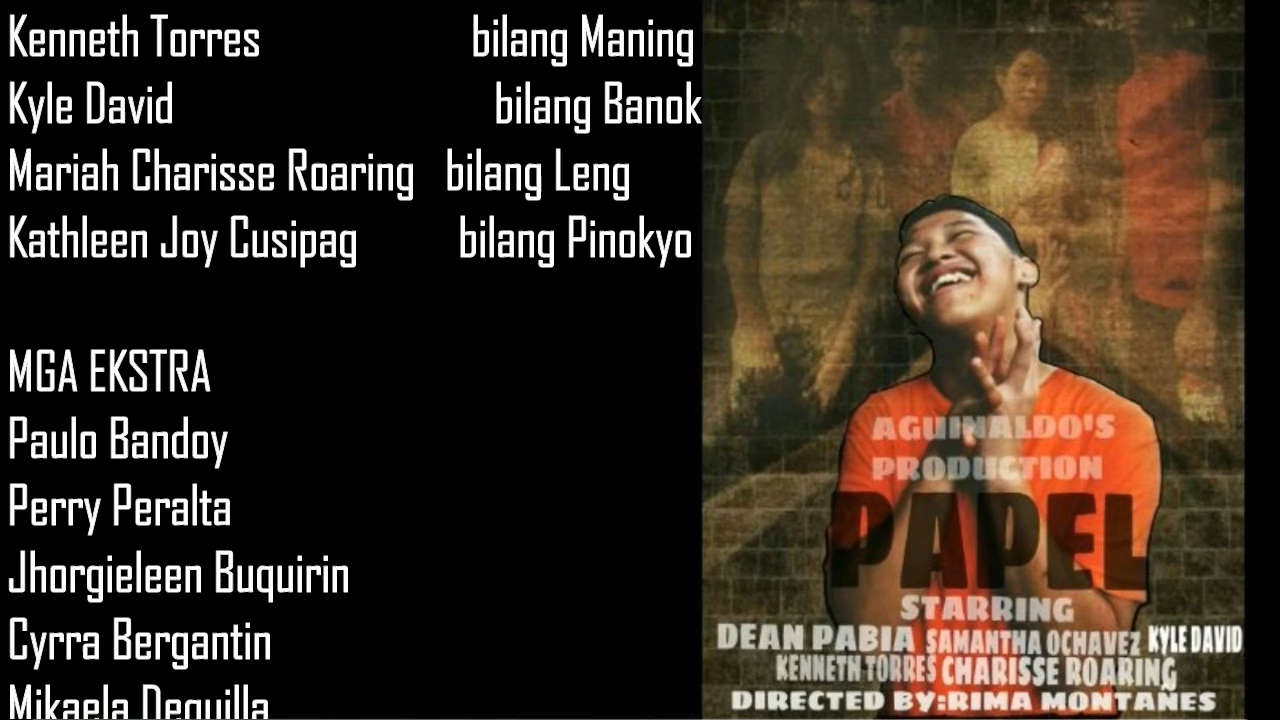 Kenneth Torres bilang Maning
Kyle David bilang Banok
Mariah Charisse Roaring bilang Leng
Kathleen Joy Cusipag bilang Pinokyo
MGA EKSTRA
Paulo Bandoy
Perry Peralta
Jhorgieleen Buquirin
Cyrra Bergantin
Mikaela Dequilla
AGUINALDO'S
PRODUCTION
PAPEL
STARRING
DEAN PABIA SAMANTHA OCHAVEZ KYLE DAVID
KENNETH TORRES CHARISSE ROARING
DIRECTED BY:RIMA MONTAÑES